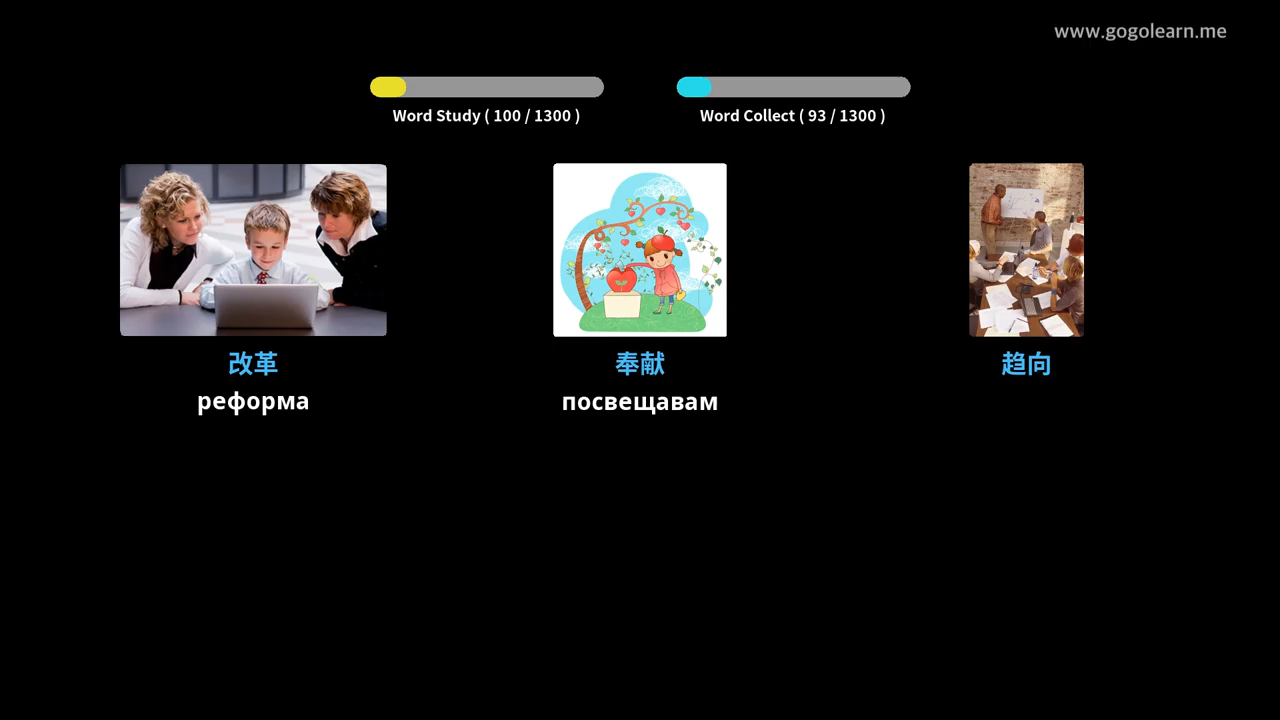 www.gogolearn.me
Word Study ( 100 / 1300 )
Word Collect ( 93 / 1300 )
改革
奉献
趋向
реформа
посвещавам